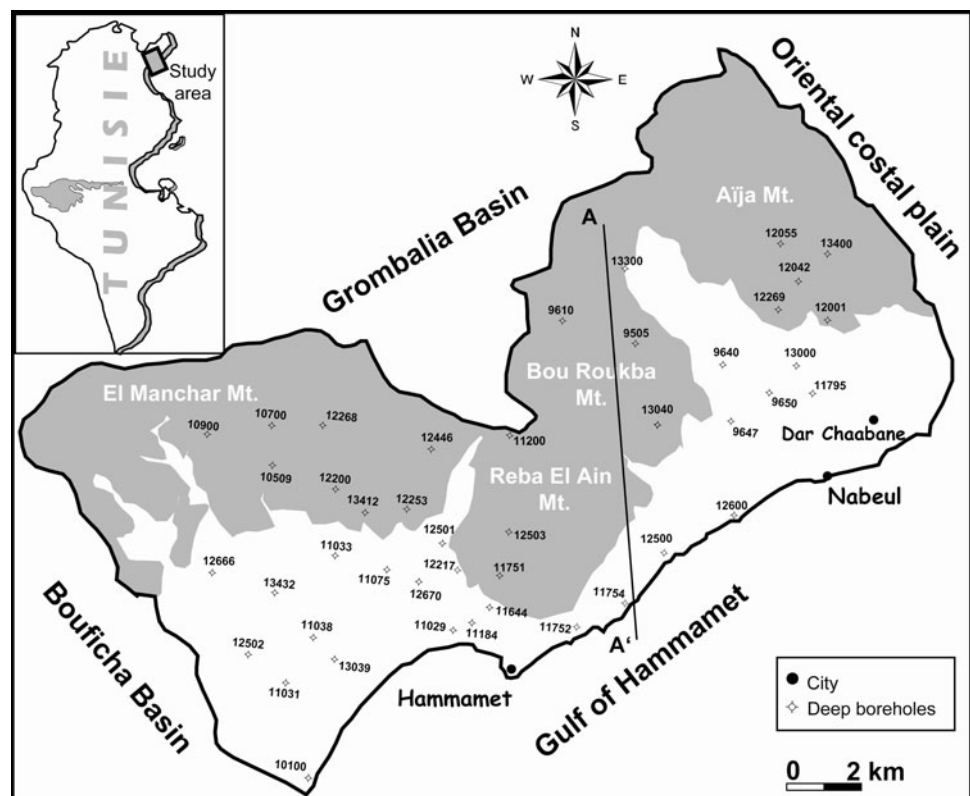 TUNISIE
Study
area
N
W
E
S
Oriental costal plain
Grombalia Basin
Aïja Mt.
A
12055
13400
13300
12042
12269
12001
9610
9505
9640
13000
Bou Roukba
Mt.
9650
11795
El Manchar Mt.
13040
9647
Dar Chaabane
10900
10700
12268
12446
11200
10509
12200
Reba El Ain
Mt.
Nabeul
13412
12253
12600
12501
12503
12500
11033
12666
11075
12217
11751
13432
12670
11754
11644
11038
11029
11184
11752
A'
12502
13039
11031
Hammamet
Bouficha Basin
Gulf of Hammamet
10100
City
Deep boreholes
0 2 km